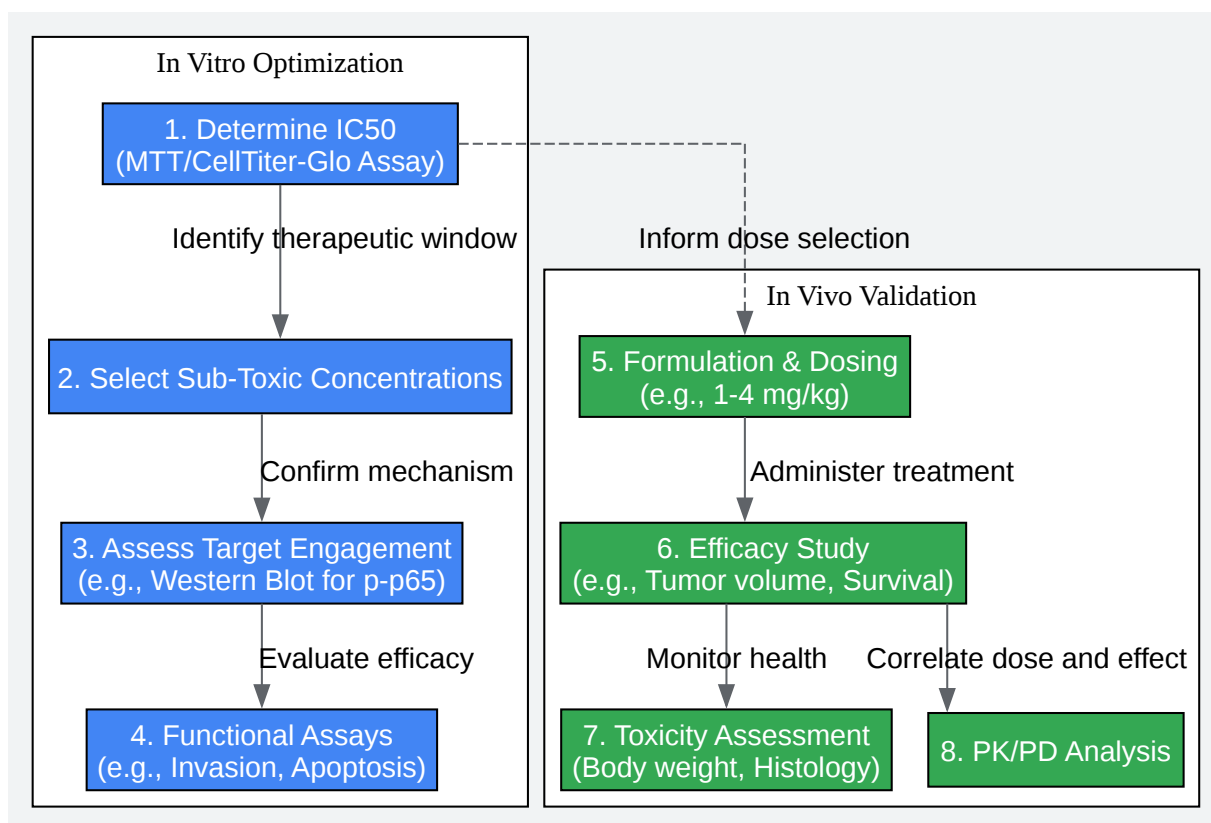 In Vitro Optimization
1. Determine IC50
(MTT/CellTiter-Glo Assay)
Identify therapeutic window
2. Select Sub-Toxic Concentrations
Confirm mechanism
3. Assess Target Engagement
(e.g., Western Blot for p-p65)
Evaluate efficacy
4. Functional Assays
(e.g., Invasion, Apoptosis)
Inform dose selection
In Vivo Validation
5. Formulation & Dosing
(e.g., 1-4 mg/kg)
Administer treatment
6. Efficacy Study
(e.g., Tumor volume, Survival)
Monitor health
Correlate dose and effect
7. Toxicity Assessment
(Body weight, Histology)
8. PK/PD Analysis